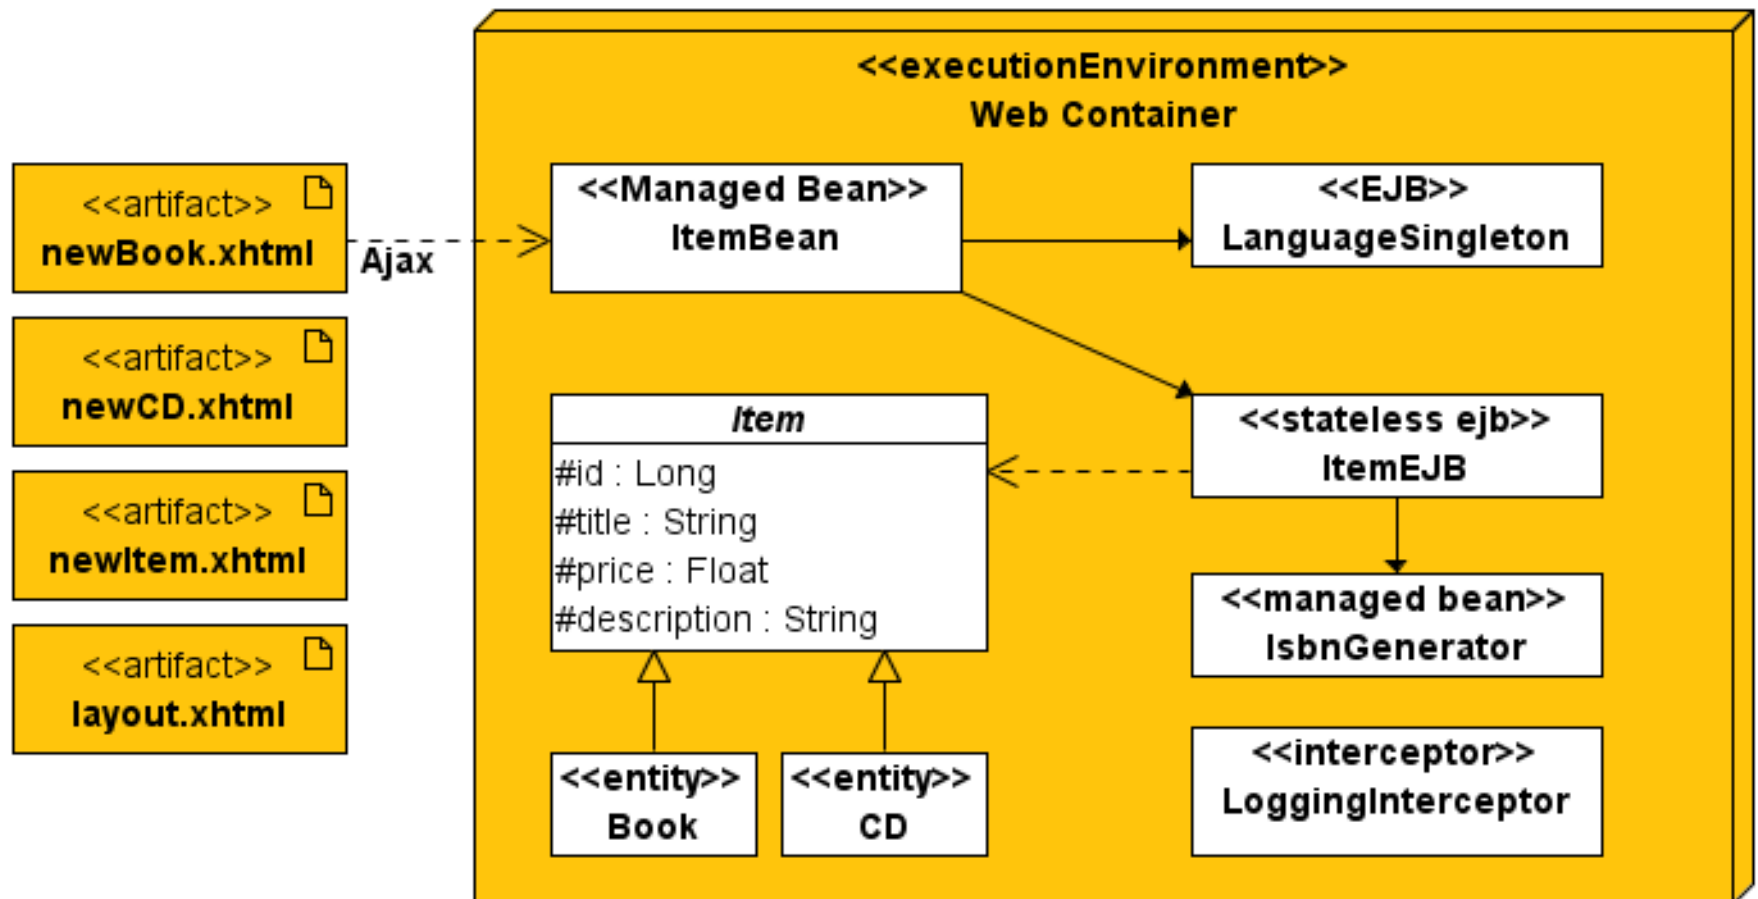 <<executionEnvironment>>
Web Container
<<artifact>>
newBook.xhtml
Ajax
<<artifact>>
newCD.xhtml
<<artifact>>
newItem.xhtml
<<artifact>>
layout.xhtml
<<Managed Bean>>
ItemBean
<<EJB>>
LanguageSingleton
Item
#id : Long
#title : String
#price : Float
#description : String
<<stateless ejb>>
ItemEJB
<<managed bean>>
IsbnGenerator
<<entity>>
Book
<<entity>>
CD
<<interceptor>>
LoggingInterceptor